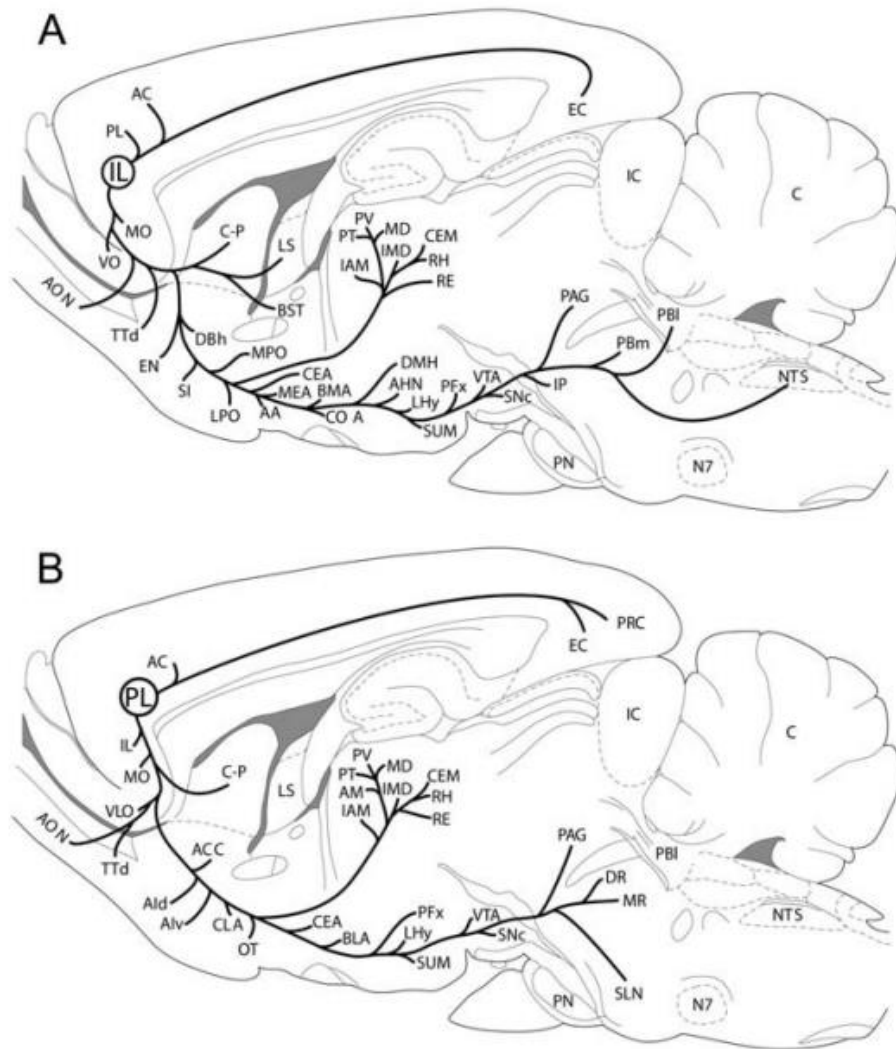 A
AC
EC
PL
IL
IC
C
MO
C-P
LS
PV
MD
PT
IMD
CEM
RH
IAM
RE
VO
AON
BST
PAG
PBl
TTd
DBh
PBm
EN
MPO
NTS
SI
CEA
DMH
MEA BMA
AHN
PFx
VTA
IP
LPO
AA
CO A
LHy
SNc
SUM
PN
N7
B
PRC
EC
AC
PL
IC
C
IL
MO
C-P
LS
PV
MD
PT
CEM
AM
IMD
RH
IAM
RE
VLO
AON
PAG
PBl
TTd
ACC
DR
MR
AId
NTS
AIv
CLA
CEA
PFx
VTA
OT
BLA
LHy
SNc
SUM
SLN
PN
N7